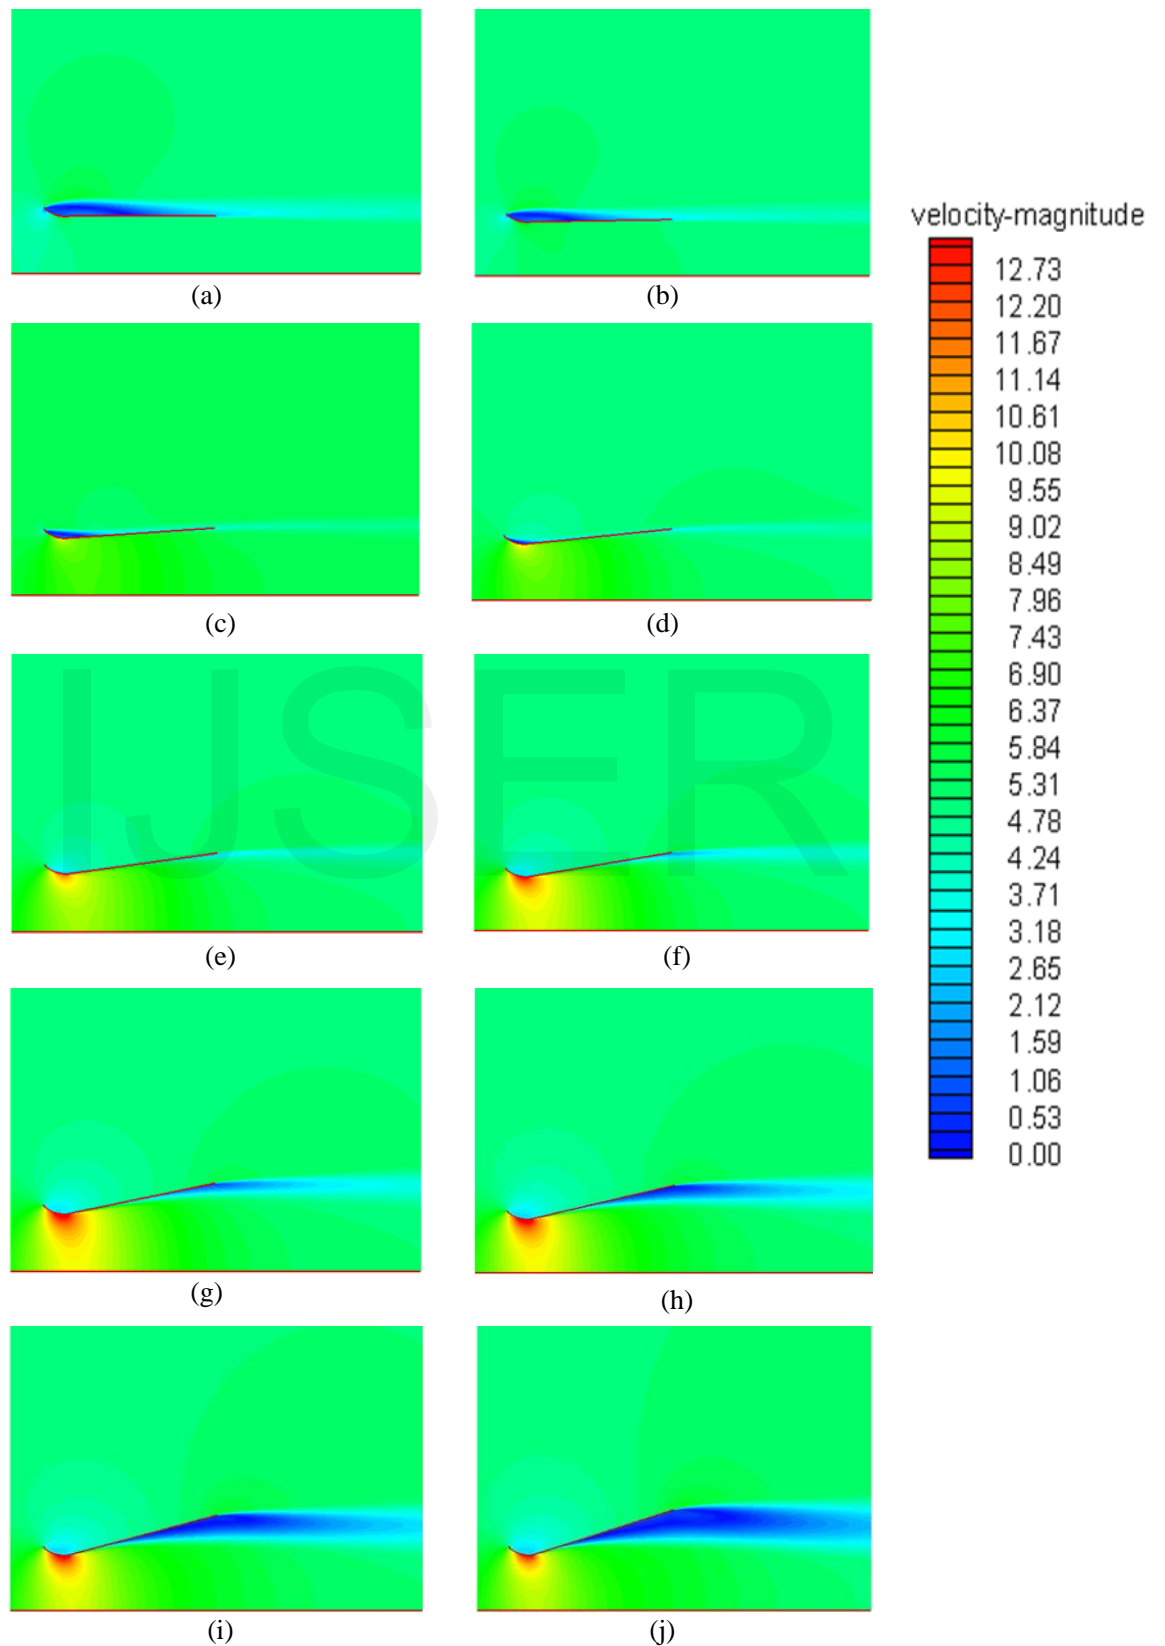 velocity-magnitude
12.73
12.20
11.67
11.14
10.61
10.08
9.55
9.02
8.49
7.96
7.43
6.90
6.37
5.84
5.31
4.78
4.24
3.71
3.18
2.65
2.12
1.59
1.06
0.53
0.00
(a)
(b)
(c)
(d)
IJSER
(e)
(f)
(g)
(h)
(i)
(j)